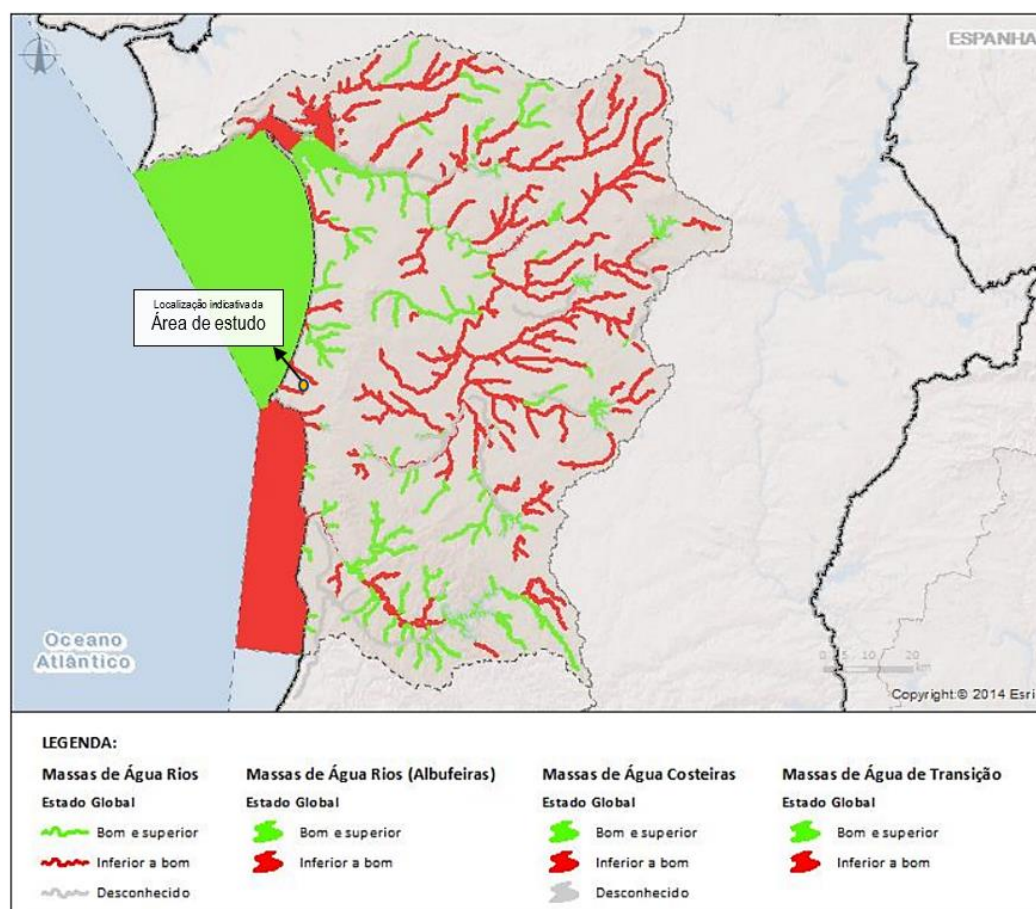 ESPANHA
Localização indicativa da
Área de estudo
Oceano
Atlântico
20
km
Copyright:© 2014 Esri
LEGENDA:
Massas de Água Rios
Estado Global
Bom e superior
Inferior a bom
Desconhecido
Massas de Água Rios (Albufeiras)
Estado Global
Bom e superior
Inferior a bom
Massas de Água Costeiras
Estado Global
Bom e superior
Inferior a bom
Desconhecido
Massas de Água de Transição
Estado Global
Bom e superior
Inferior a bom